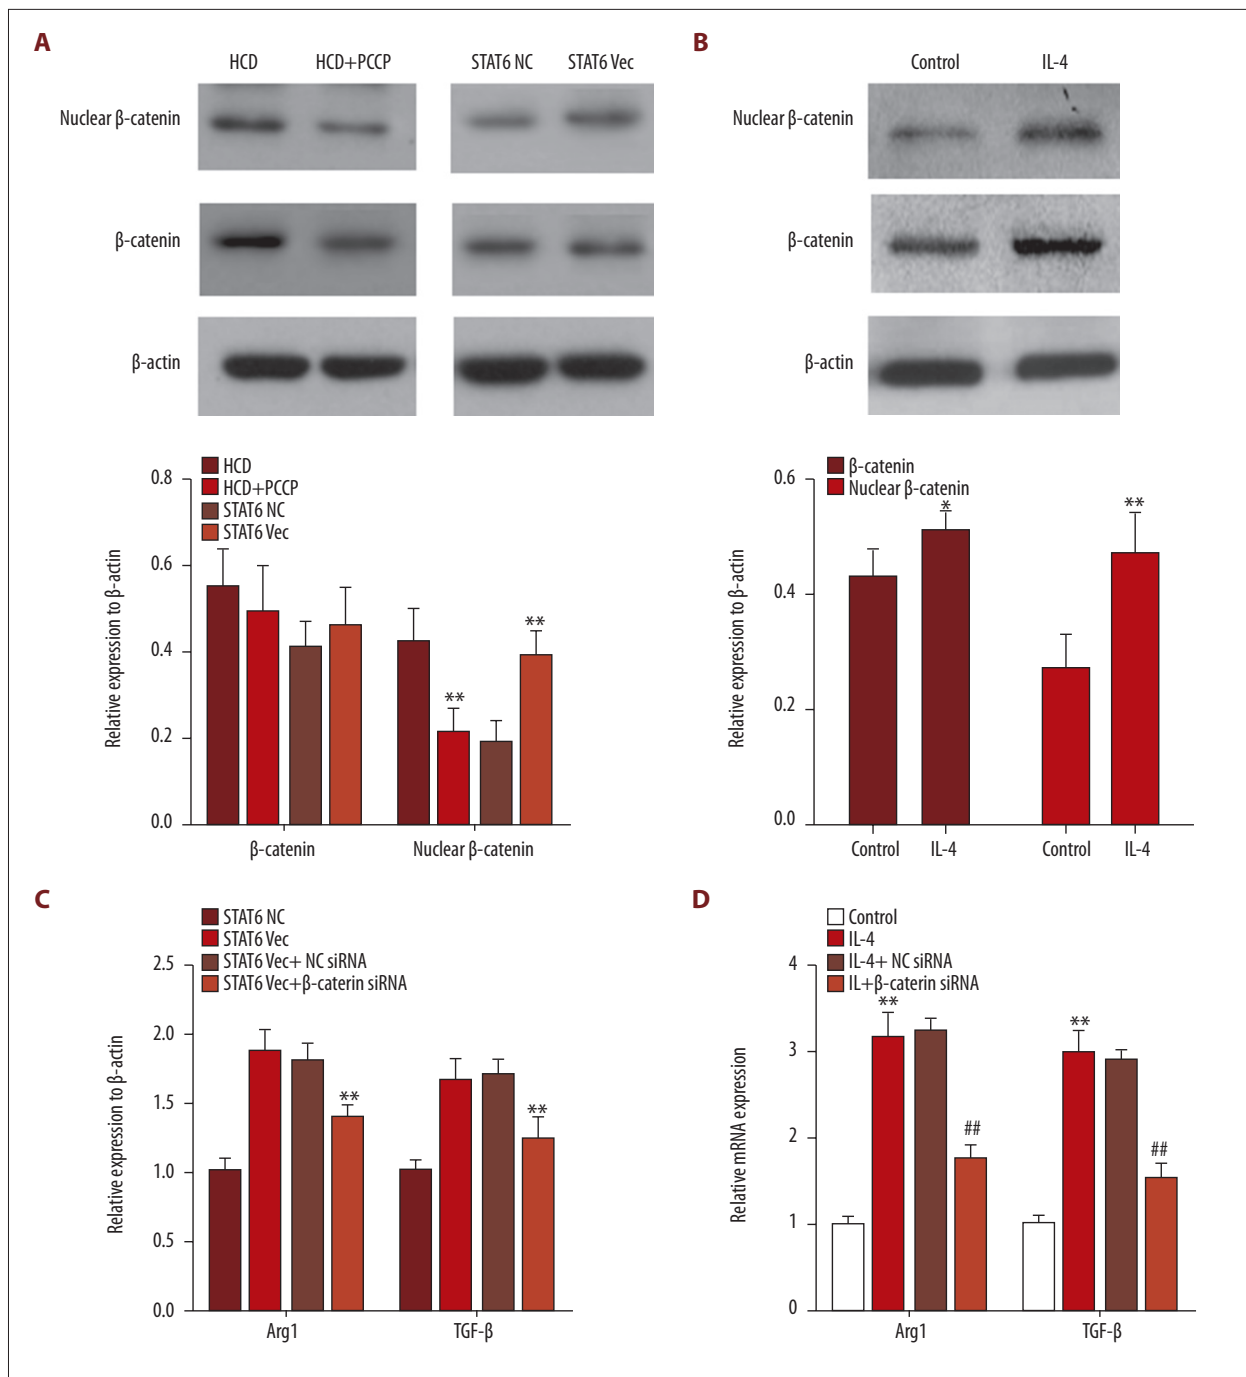 A
HCD HCD+PCCP STAT6 NC STAT6 Vec
Nuclear β-catenin
β-catenin
β-actin
HCD
HCD+PCCP
STAT6 NC
STAT6 Vec
Relative expression to β-actin
0.8
0.6
0.4
0.2
0.0
**
**
β-catenin Nuclear β-catenin
B
Control IL-4
Nuclear β-catenin
β-catenin
β-actin
β-catenin
Nuclear β-catenin
Relative expression to β-actin
0.6
0.4
0.2
0.0
*
**
Control IL-4 Control IL-4
C
STAT6 NC
STAT6 Vec
STAT6 Vec+ NC siRNA
STAT6 Vec+β-caterin siRNA
Relative expression to β-actin
2.5
2.0
1.5
1.0
0.5
0.0
**
**
Arg1 TGF-β
D
Control
IL-4
IL-4+ NC siRNA
IL+β-caterin siRNA
Relative mRNA expression
4
3
2
1
0
**
##
**
##
Arg1 TGF-β